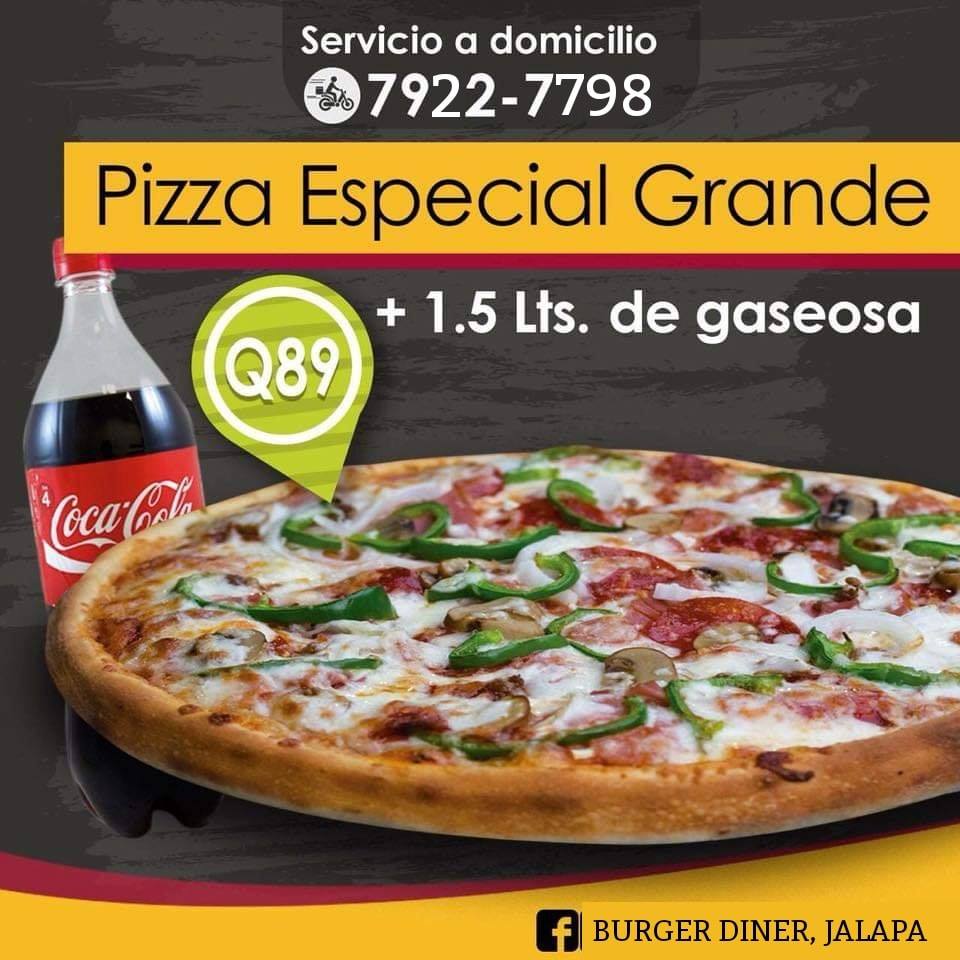 Servicio a domicilio
7922-7798
Pizza Especial Grande
+ 1.5 Lts. de gaseosa
Q89
Coca-Cola
BURGER DINER, JALAPA